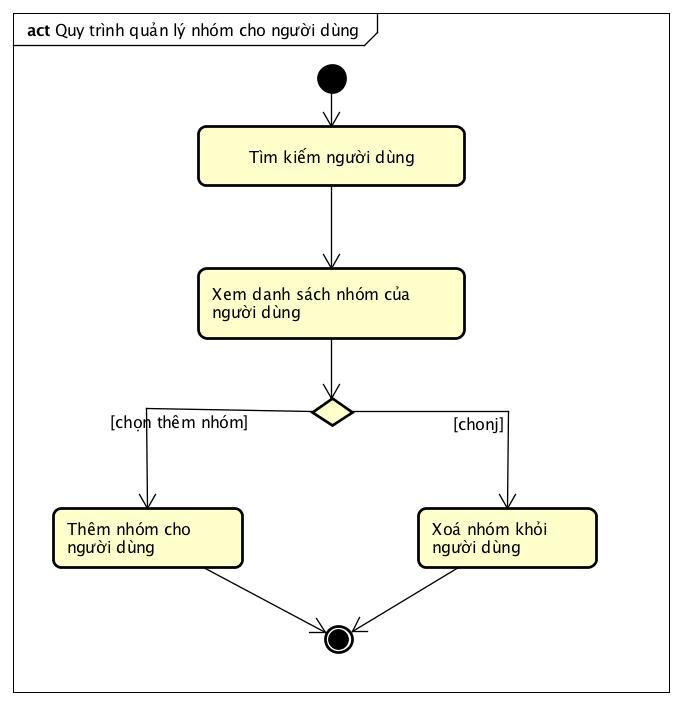 act Quy trình quản lý nhóm cho người dùng
Tìm kiếm người dùng
Xem danh sách nhóm của
người dùng
[chọn thêm nhóm]
[chonj]
Thêm nhóm cho
người dùng
Xoá nhóm khỏi
người dùng